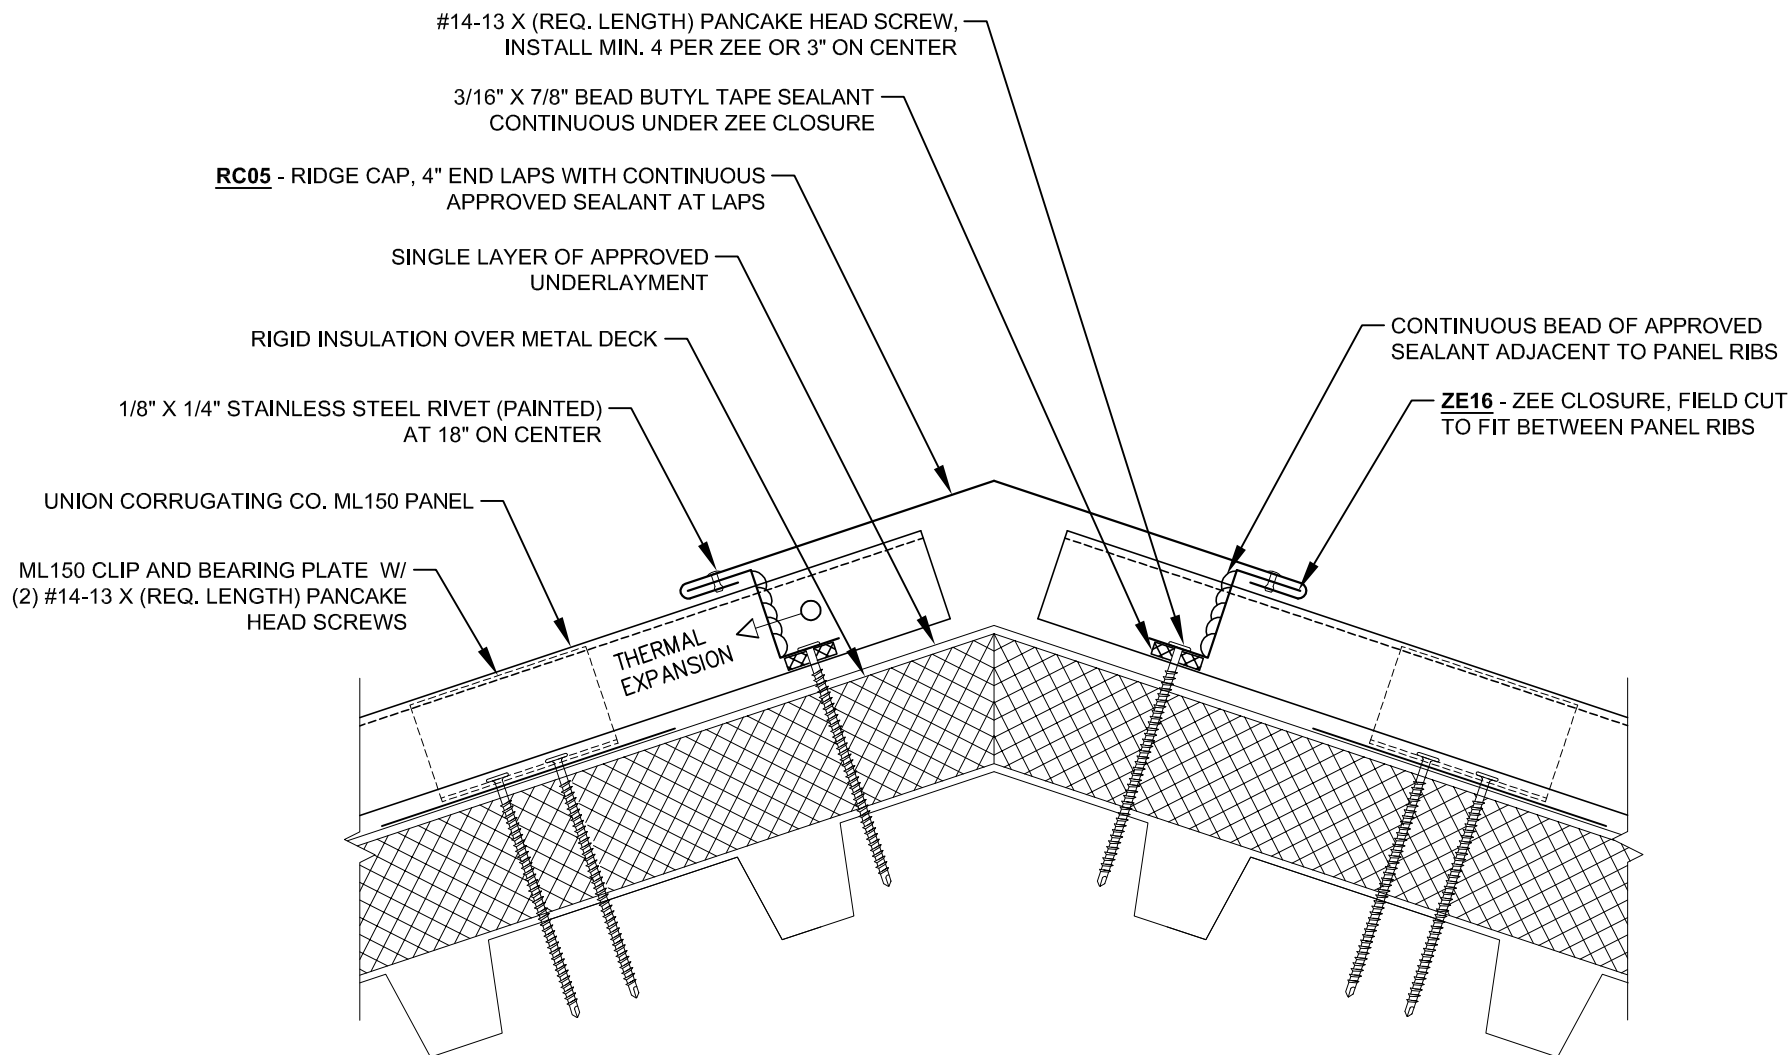 #14-13 X (REQ. LENGTH) PANCAKE HEAD SCREW,
INSTALL MIN. 4 PER ZEE OR 3" ON CENTER
3/16" X 7/8" BEAD BUTYL TAPE SEALANT
CONTINUOUS UNDER ZEE CLOSURE
RC05 - RIDGE CAP, 4" END LAPS WITH CONTINUOUS
APPROVED SEALANT AT LAPS
SINGLE LAYER OF APPROVED
UNDERLAYMENT
RIGID INSULATION OVER METAL DECK
1/8" X 1/4" STAINLESS STEEL RIVET (PAINTED)
AT 18" ON CENTER
UNION CORRUGATING CO. ML150 PANEL
ML150 CLIP AND BEARING PLATE W/
(2) #14-13 X (REQ. LENGTH) PANCAKE
HEAD SCREWS
CONTINUOUS BEAD OF APPROVED
SEALANT ADJACENT TO PANEL RIBS
ZE16 - ZEE CLOSURE, FIELD CUT
TO FIT BETWEEN PANEL RIBS
THERMAL
EXPANSION